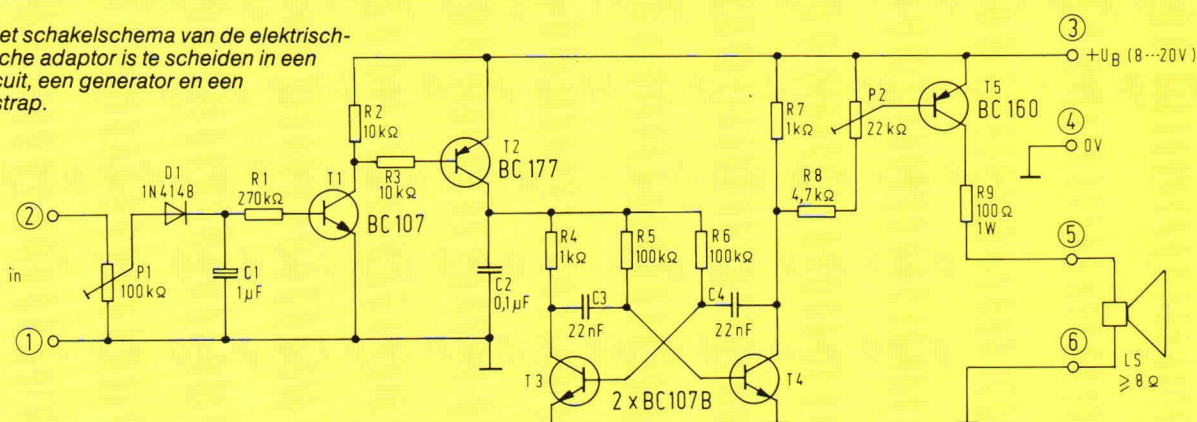 et schakelschema van de elektrisch-
che adaptor is te scheiden in een
cuit, een generator en een
strap.
3
+UB (8---20V)
4
0V
R2
10kΩ
R7
1kΩ
P2
22kΩ
T5
BC 160
T2
BC 177
R3
10kΩ
D1
1N4148
R1
270kΩ
T1
BC107
R8
4,7kΩ
R9
100Ω
1W
2
in
P1
100kΩ
C1
1µF
C2
0,1µF
R4
1kΩ
R5
100kΩ
R6
100kΩ
C3
22nF
C4
22nF
5
1
T3
T4
2 x BC107B
6
LS
≥ 8Ω